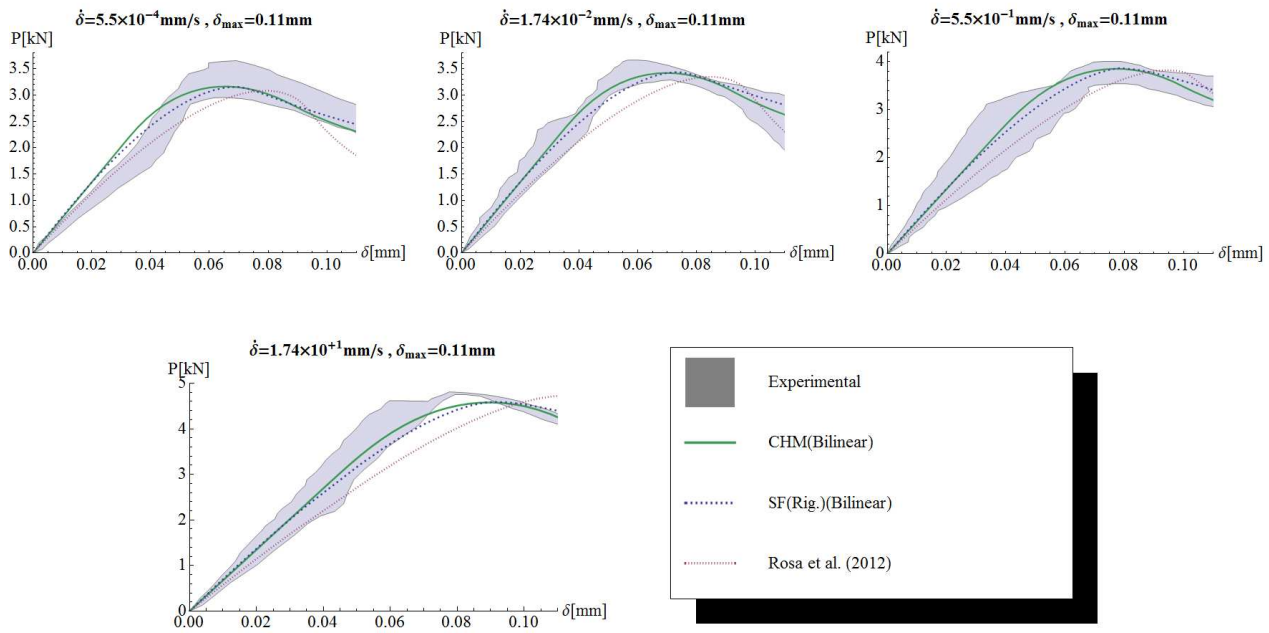 δ̇=5.5×10⁻⁴mm/s , δmax=0.11mm
P[kN]
3.5
3.0
2.5
2.0
1.5
1.0
0.5
0.0
0.00 0.02 0.04 0.06 0.08 0.10
δ[mm]
δ̇=1.74×10⁻²mm/s , δmax=0.11mm
P[kN]
3.5
3.0
2.5
2.0
1.5
1.0
0.5
0.0
0.00 0.02 0.04 0.06 0.08 0.10
δ[mm]
δ̇=5.5×10⁻¹mm/s , δmax=0.11mm
P[kN]
4
3
2
1
0
0.00 0.02 0.04 0.06 0.08 0.10
δ[mm]
δ̇=1.74×10⁺¹mm/s , δmax=0.11mm
P[kN]
5
4
3
2
1
0
0.00 0.02 0.04 0.06 0.08 0.10
δ[mm]
Experimental
CHM(Bilinear)
SF(Rig.)(Bilinear)
Rosa et al. (2012)